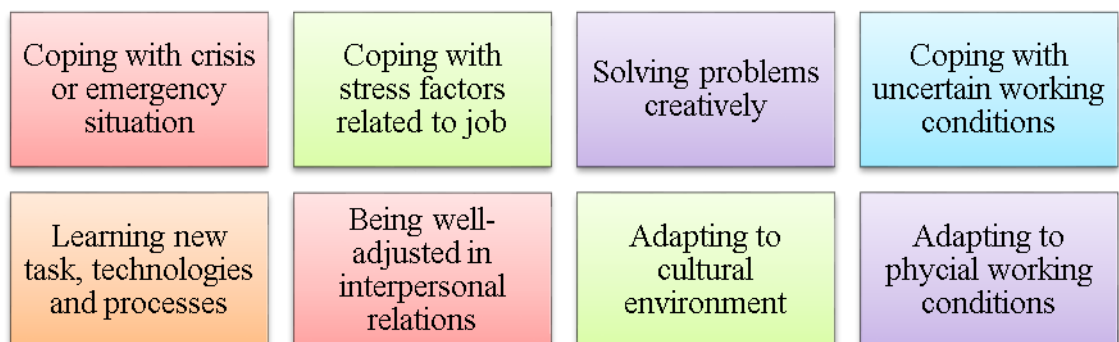 Coping with crisis
or emergency
situation
Coping with
stress factors
related to job
Solving problems
creatively
Coping with
uncertain working
conditions
Learning new
task, technologies
and processes
Being well-
adjusted in
interpersonal
relations
Adapting to
cultural
environment
Adapting to
phycial working
conditions